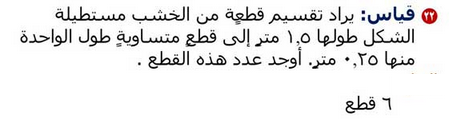 ٢٢ قياس: يراد تقسيم قطعةٍ من الخشب مستطيلة
الشكل طولها ١,٥ مترٍ إلى قطعٍ متساويةٍ طول الواحدة
منها ٠,٢٥ مترٍ. أوجد عدد هذه القطع .
٦ قطع